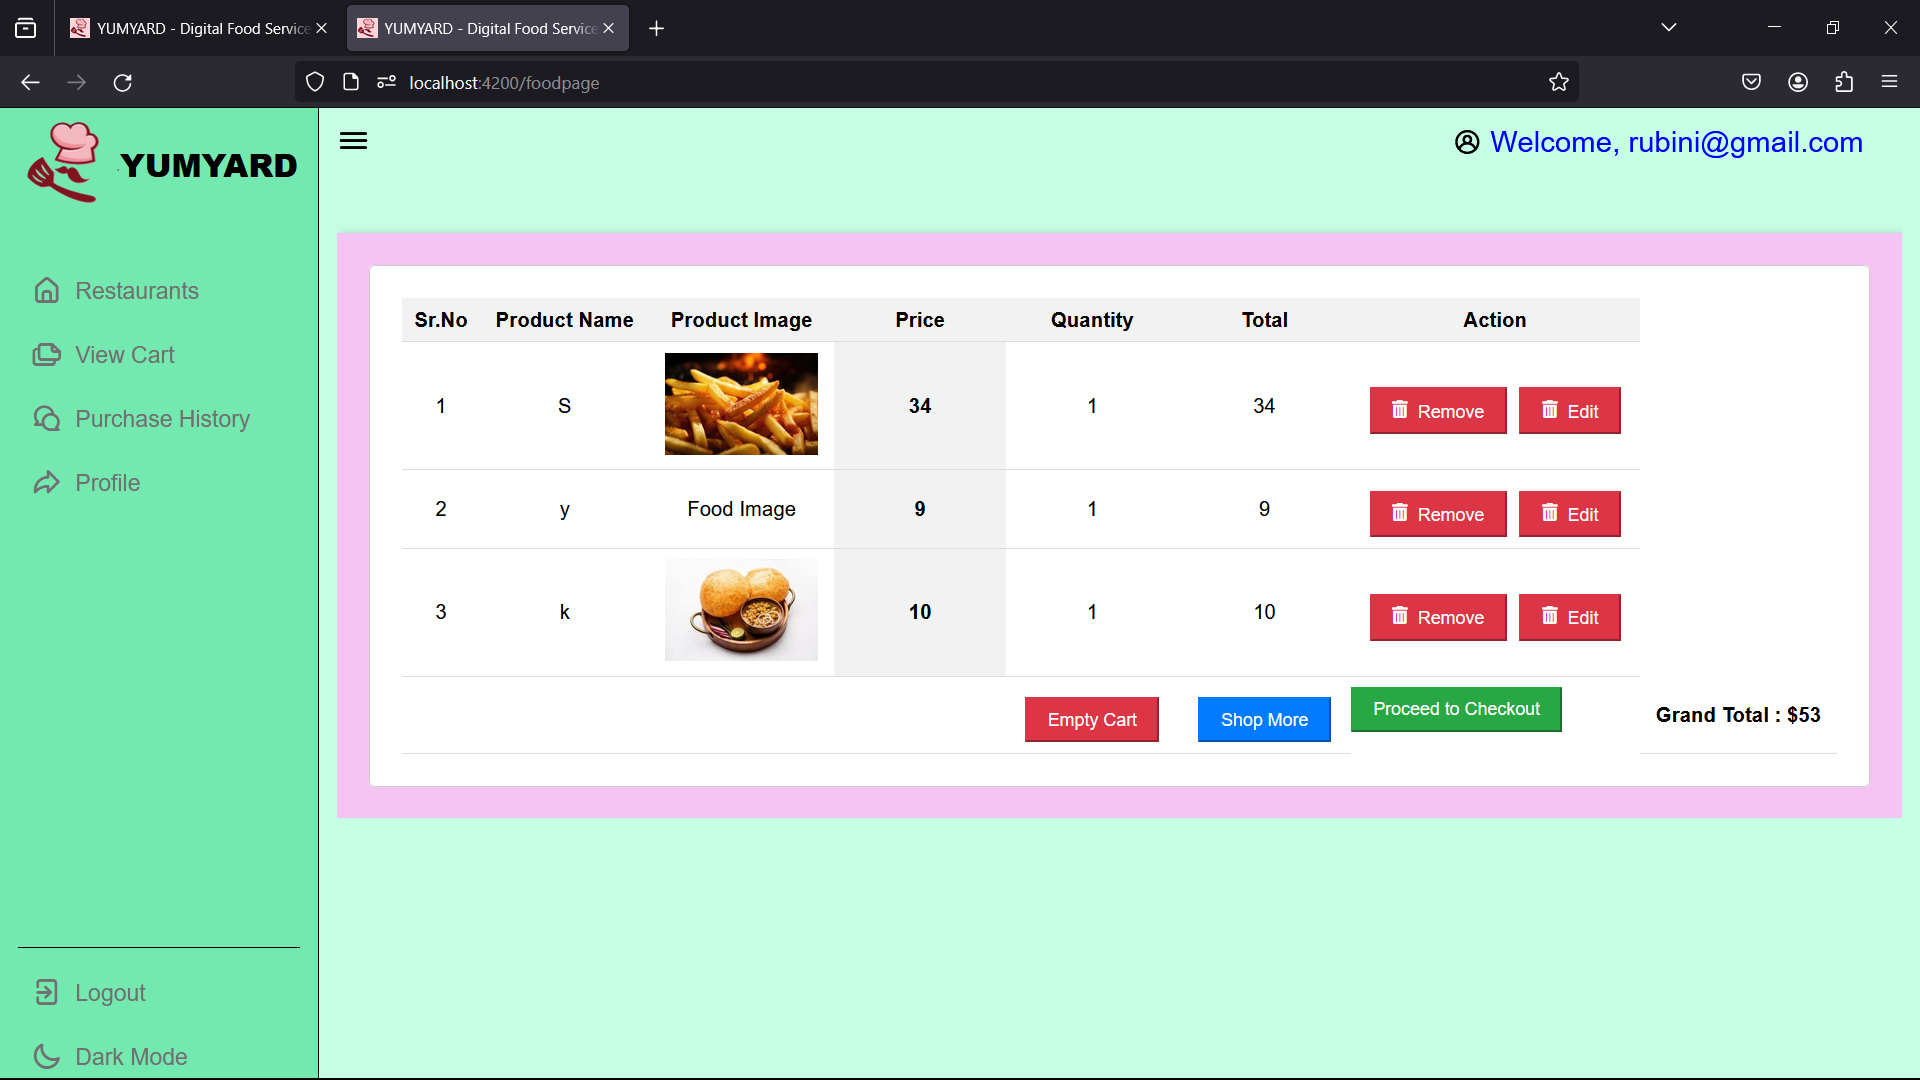 YUMYARD - Digital Food Service
YUMYARD - Digital Food Service
localhost:4200/foodpage
YUMYARD
Welcome, rubini@gmail.com
Restaurants
View Cart
Purchase History
Profile
Sr.No Product Name Product Image Price Quantity Total Action
1 S 34 1 34 Remove Edit
2 y Food Image 9 1 9 Remove Edit
3 k 10 1 10 Remove Edit
Empty Cart Shop More Proceed to Checkout Grand Total : $53
Logout
Dark Mode